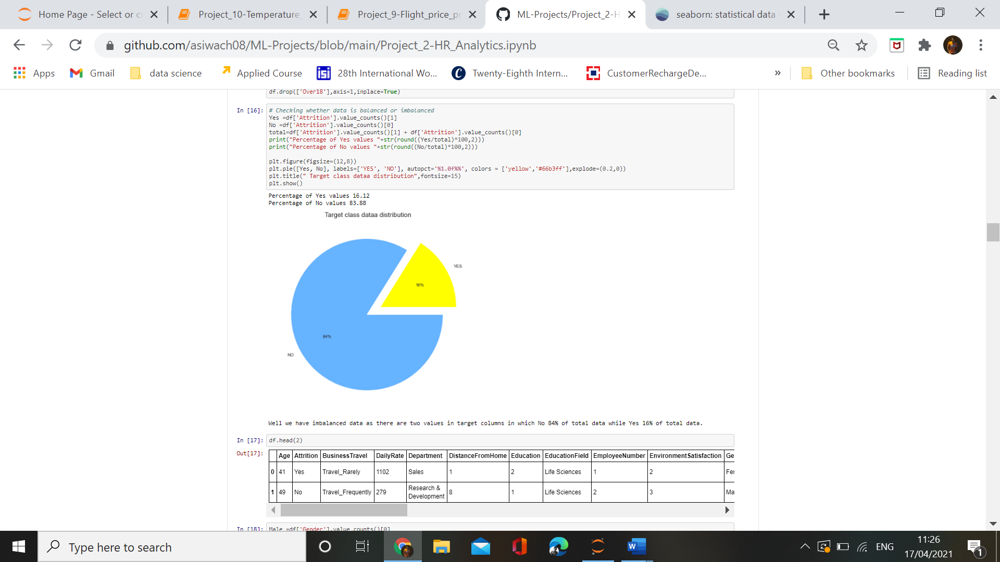 Home Page - Select or c
Project_10-Temperature_
Project_9-Flight_price_pr
ML-Projects/Project_2-H
seaborn: statistical data
github.com/asiwach08/ML-Projects/blob/main/Project_2-HR_Analytics.ipynb
Apps
Gmail
data science
Applied Course
isi
28th International Wo...
C
Twenty-Eighth Intern...
CustomerRechargeDe...
»
Other bookmarks
Reading list
df.drop(['Over18'],axis=1,inplace=True)
In [16]:
# Checking whether data is balanced or imbalanced
Yes =df['Attrition'].value_counts()[1]
No =df['Attrition'].value_counts()[0]
total=df['Attrition'].value_counts()[1] + df['Attrition'].value_counts()[0]
print("Percentage of Yes values "+str(round((Yes/total)*100,2)))
print("Percentage of No values "+str(round((No/total)*100,2)))
plt.figure(figsize=(12,8))
plt.pie([Yes, No], labels=['YES', 'NO'], autopct='%1.0f%%', colors = ['yellow','#66b3ff'],explode=(0.2,0))
plt.title(" Target class dataa distribution",fontsize=15)
plt.show()
Percentage of Yes values 16.12
Percentage of No values 83.88
Target class dataa distribution
YES
16%
84%
NO
Well we have imbalanced data as there are two values in target columns in which No 84% of total data while Yes 16% of total data.
In [17]: df.head(2)
Out[17]:
Age Attrition BusinessTravel DailyRate Department DistanceFromHome Education EducationField EmployeeNumber EnvironmentSatisfaction Ge
0 41 Yes Travel_Rarely 1102 Sales 1 2 Life Sciences 1 2 Fer
1 49 No Travel_Frequently 279 Research & Development 8 1 Life Sciences 2 3 Ma
In [18]: Male =df['Gender'].value_counts()[0]
Type here to search
W
ENG
11:26
17/04/2021
1